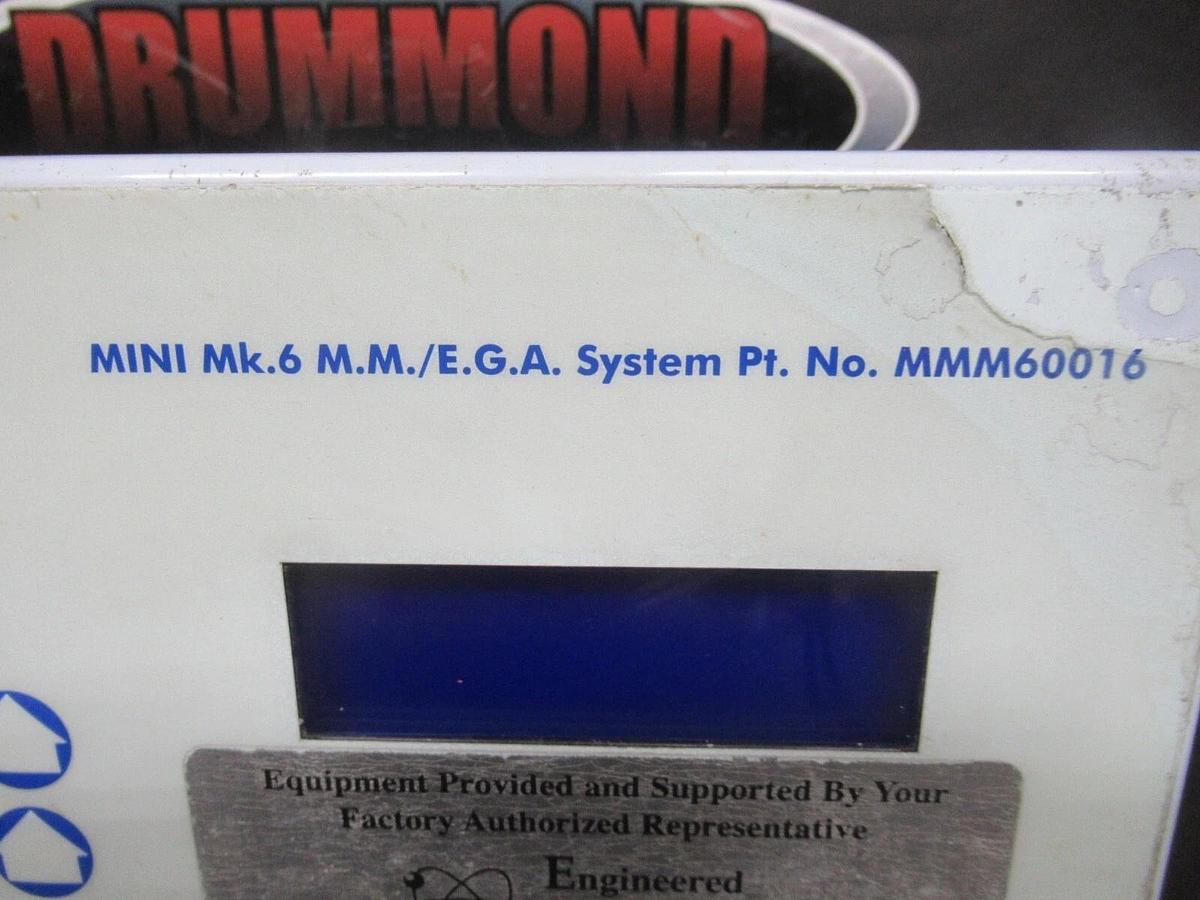 DRUMMOND
MINI Mk.6 M.M./E.G.A. System Pt. No. MMM60016
Equipment Provided and Supported By Your
Factory Authorized Representative
Engineered